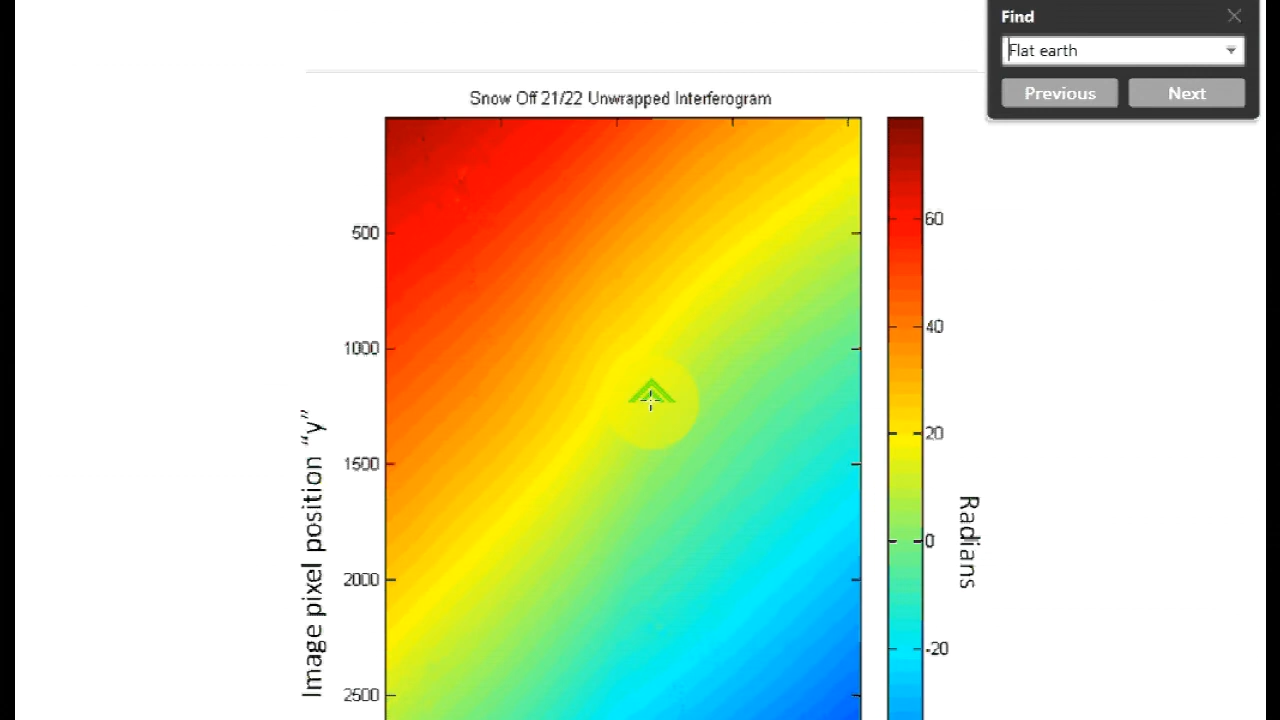 Find
Flat earth
Previous Next
Snow Off 21/22 Unwrapped Interferogram
500
1000
1500
2000
2500
Image pixel position “y”
60
40
20
0
-20
Radians